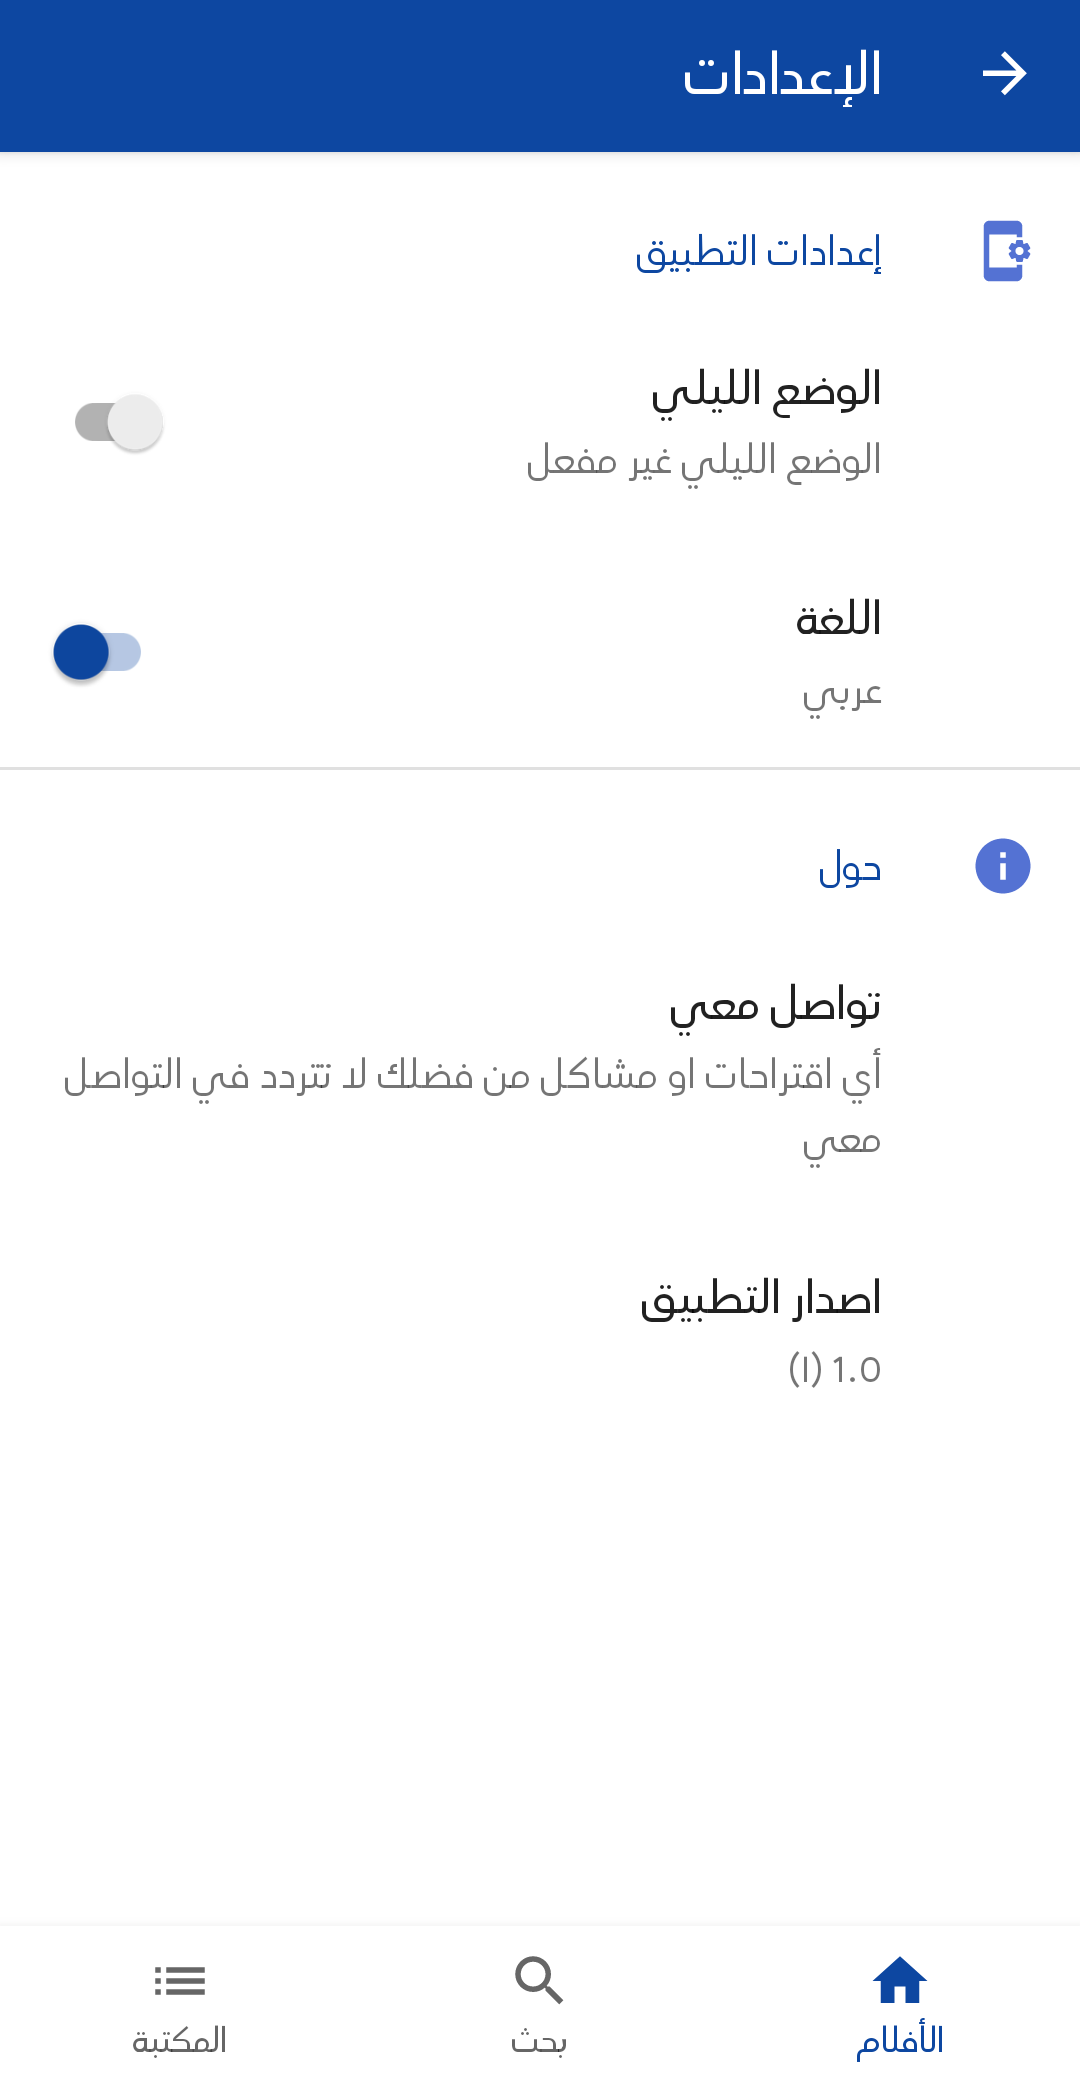 الإعدادات
إعدادات التطبيق
الوضع الليلي
الوضع الليلي غير مفعل
اللغة
عربي
حول
تواصل معي
أي اقتراحات او مشاكل من فضلك لا تتردد في التواصل
معي
اصدار التطبيق
1.0 (١)
الأفلام
بحث
المكتبة